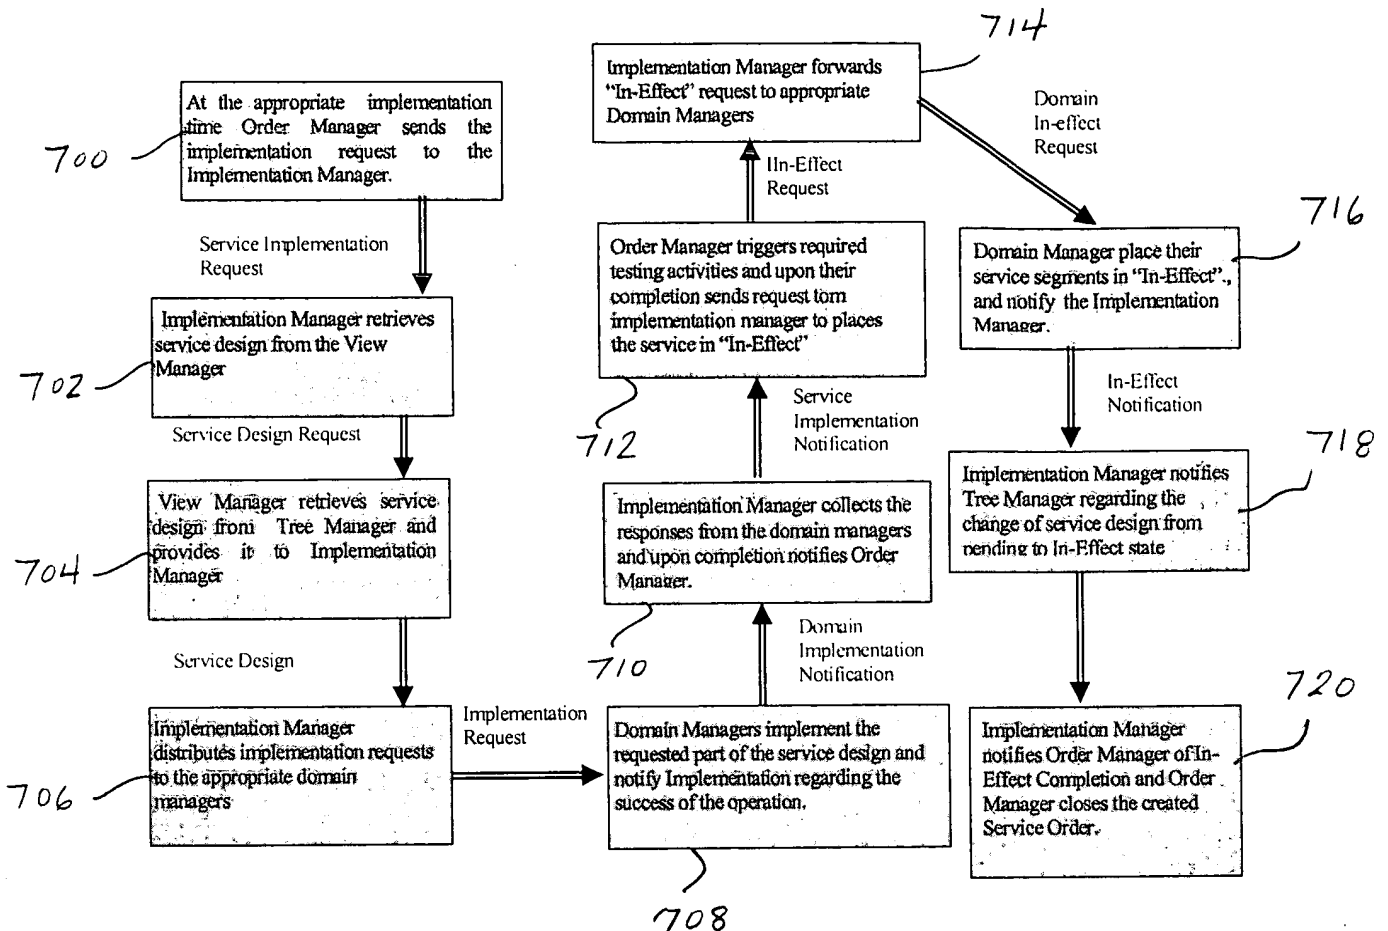 700
At the appropriate implementation
time Order Manager sends the
implementation request to the
Implementation Manager.
Service Implementation
Request
702
Implementation Manager retrieves
service design from the View
Manager
Service Design Request
704
View Manager retrieves service
design from Tree Manager and
provides it to Implementation
Manager
Service Design
706
Implementation Manager
distributes implementation requests
to the appropriate domain
managers
Implementation
Request
Domain Managers implement the
requested part of the service design and
notify Implementation regarding the
success of the operation.
708
Domain
Implementation
Notification
Implementation Manager collects the
responses from the domain managers
and upon completion notifies Order
Manager.
710
Service
Implementation
Notification
Order Manager triggers required
testing activities and upon their
completion sends request tom
implementation manager to places
the service in “In-Effect”
712
IIn-Effect
Request
Implementation Manager forwards
“In-Effect” request to appropriate
Domain Managers
714
Domain
In-effect
Request
Domain Manager place their
service segments in “In-Effect”.,
and notify the Implementation
Manager.
716
In-Effect
Notification
Implementation Manager notifies
Tree Manager regarding the
change of service design from
pending to In-Effect state
718
Implementation Manager
notifies Order Manager of In-
Effect Completion and Order
Manager closes the created
Service Order.
720